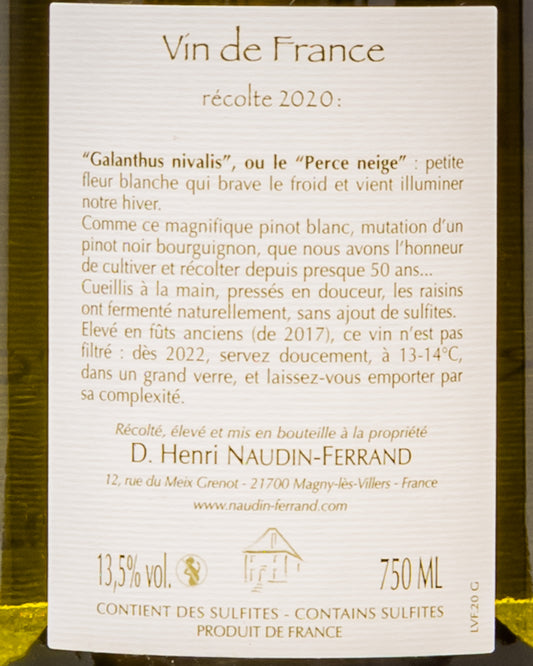 Vin de France
récolte 2020 :
“Galanthus nivalis”, ou le “Perce neige” : petite
fleur blanche qui brave le froid et vient illuminer
notre hiver.
Comme ce magnifique pinot blanc, mutation d’un
pinot noir bourguignon, que nous avons l’honneur
de cultiver et récolter depuis presque 50 ans...
Cueillis à la main, pressés en douceur, les raisins
ont fermenté naturellement, sans ajout de sulfites.
Elevé en fûts anciens (de 2017), ce vin n’est pas
filtré : dès 2022, servez doucement, à 13-14°C,
dans un grand verre, et laissez-vous emporter par
sa complexité.
Récolté, élevé et mis en bouteille à la propriété
D. Henri NAUDIN-FERRAND
12, rue du Meix Grenot - 21700 Magny-lès-Villers - France
www.naudin-ferrand.com
13,5% vol.
750 ML
CONTIENT DES SULFITES - CONTAINS SULFITES
PRODUIT DE FRANCE
LVF.20 G